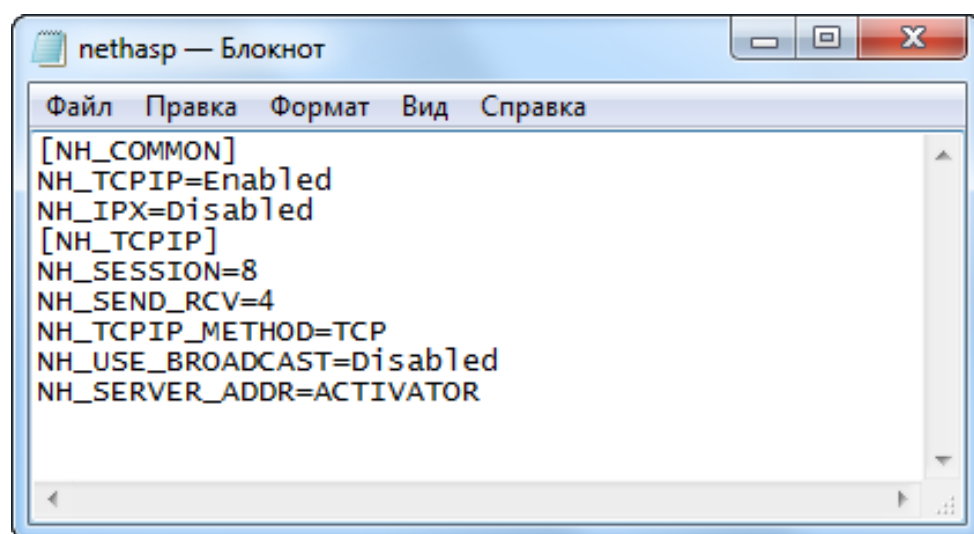 nethasp — Блокнот
Файл Правка Формат Вид Справка
[NH_COMMON]
NH_TCPIP=Enabled
NH_IPX=Disabled
[NH_TCPIP]
NH_SESSION=8
NH_SEND_RCV=4
NH_TCPIP_METHOD=TCP
NH_USE_BROADCAST=Disabled
NH_SERVER_ADDR=ACTIVATOR